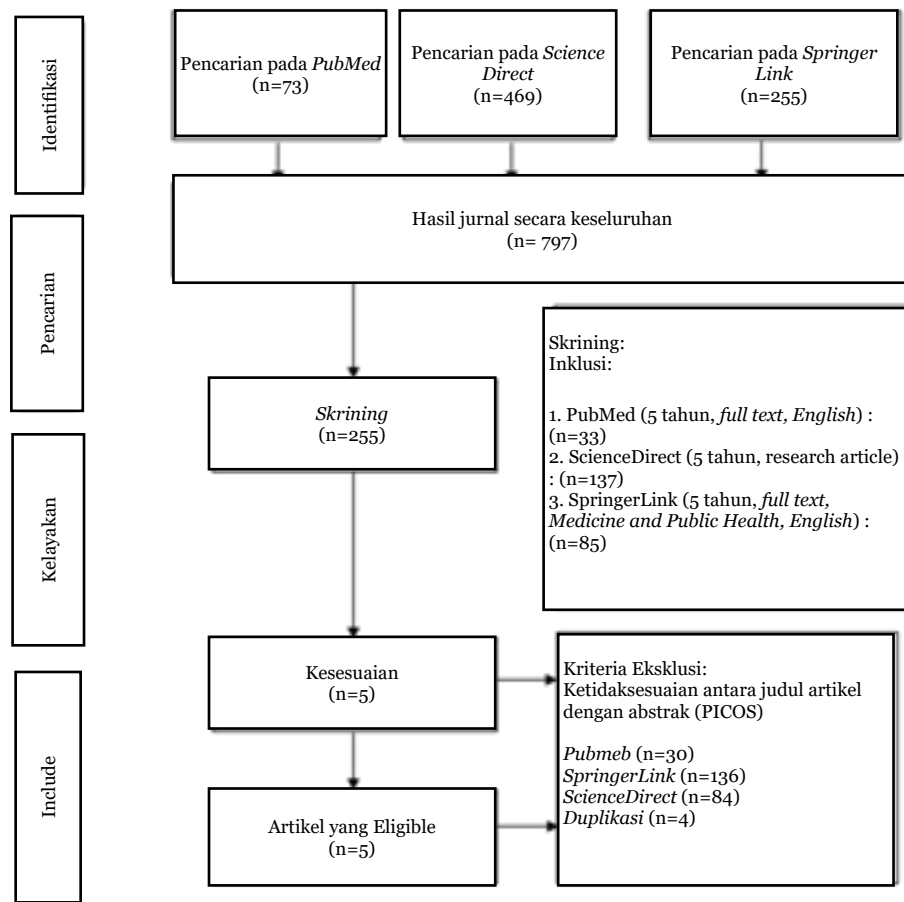 Identifikasi
Pencarian pada PubMed
(n=73)
Pencarian pada Science
Direct
(n=469)
Pencarian pada Springer
Link
(n=255)
Hasil jurnal secara keseluruhan
(n= 797)
Pencarian
Skrining
(n=255)
Skrining:
Inklusi:
1. PubMed (5 tahun, full text, English) :
(n=33)
2. ScienceDirect (5 tahun, research article)
: (n=137)
3. SpringerLink (5 tahun, full text,
Medicine and Public Health, English) :
(n=85)
Kelayakan
Kesesuaian
(n=5)
Kriteria Eksklusi:
Ketidaksesuaian antara judul artikel
dengan abstrak (PICOS)
Pubmeb (n=30)
SpringerLink (n=136)
ScienceDirect (n=84)
Duplikasi (n=4)
Include
Artikel yang Eligible
(n=5)